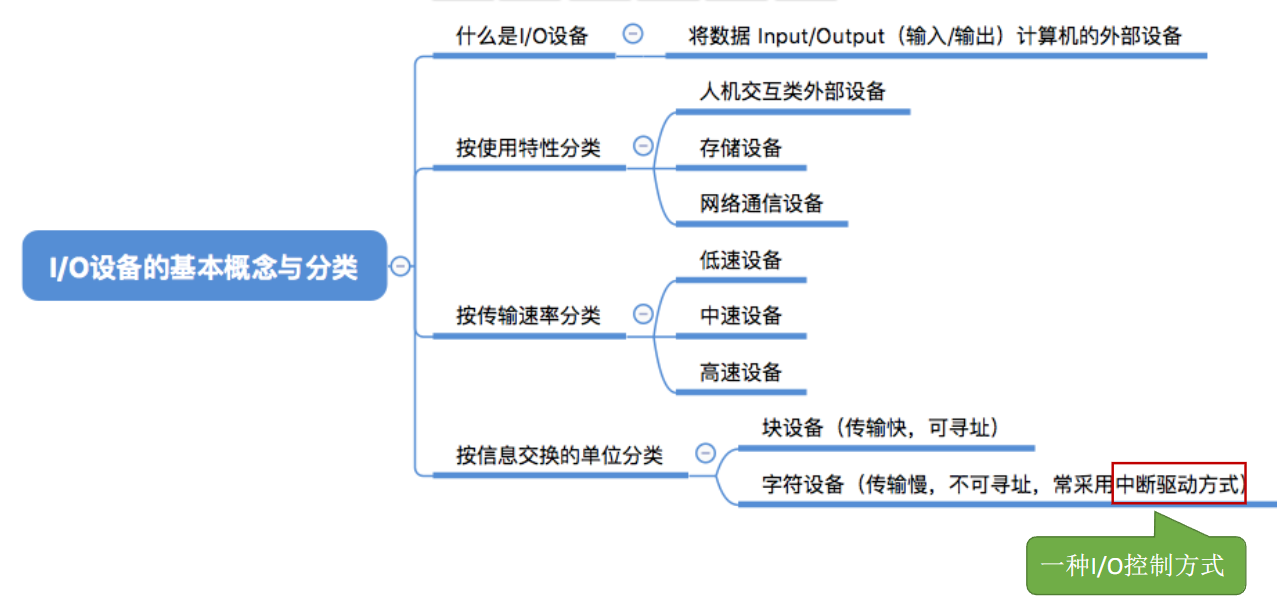 什么是I/O设备
将数据 Input/Output（输入/输出）计算机的外部设备
人机交互类外部设备
按使用特性分类
存储设备
网络通信设备
I/O设备的基本概念与分类
低速设备
按传输速率分类
中速设备
高速设备
块设备（传输快，可寻址）
按信息交换的单位分类
字符设备（传输慢，不可寻址，常采用中断驱动方式）
一种I/O控制方式